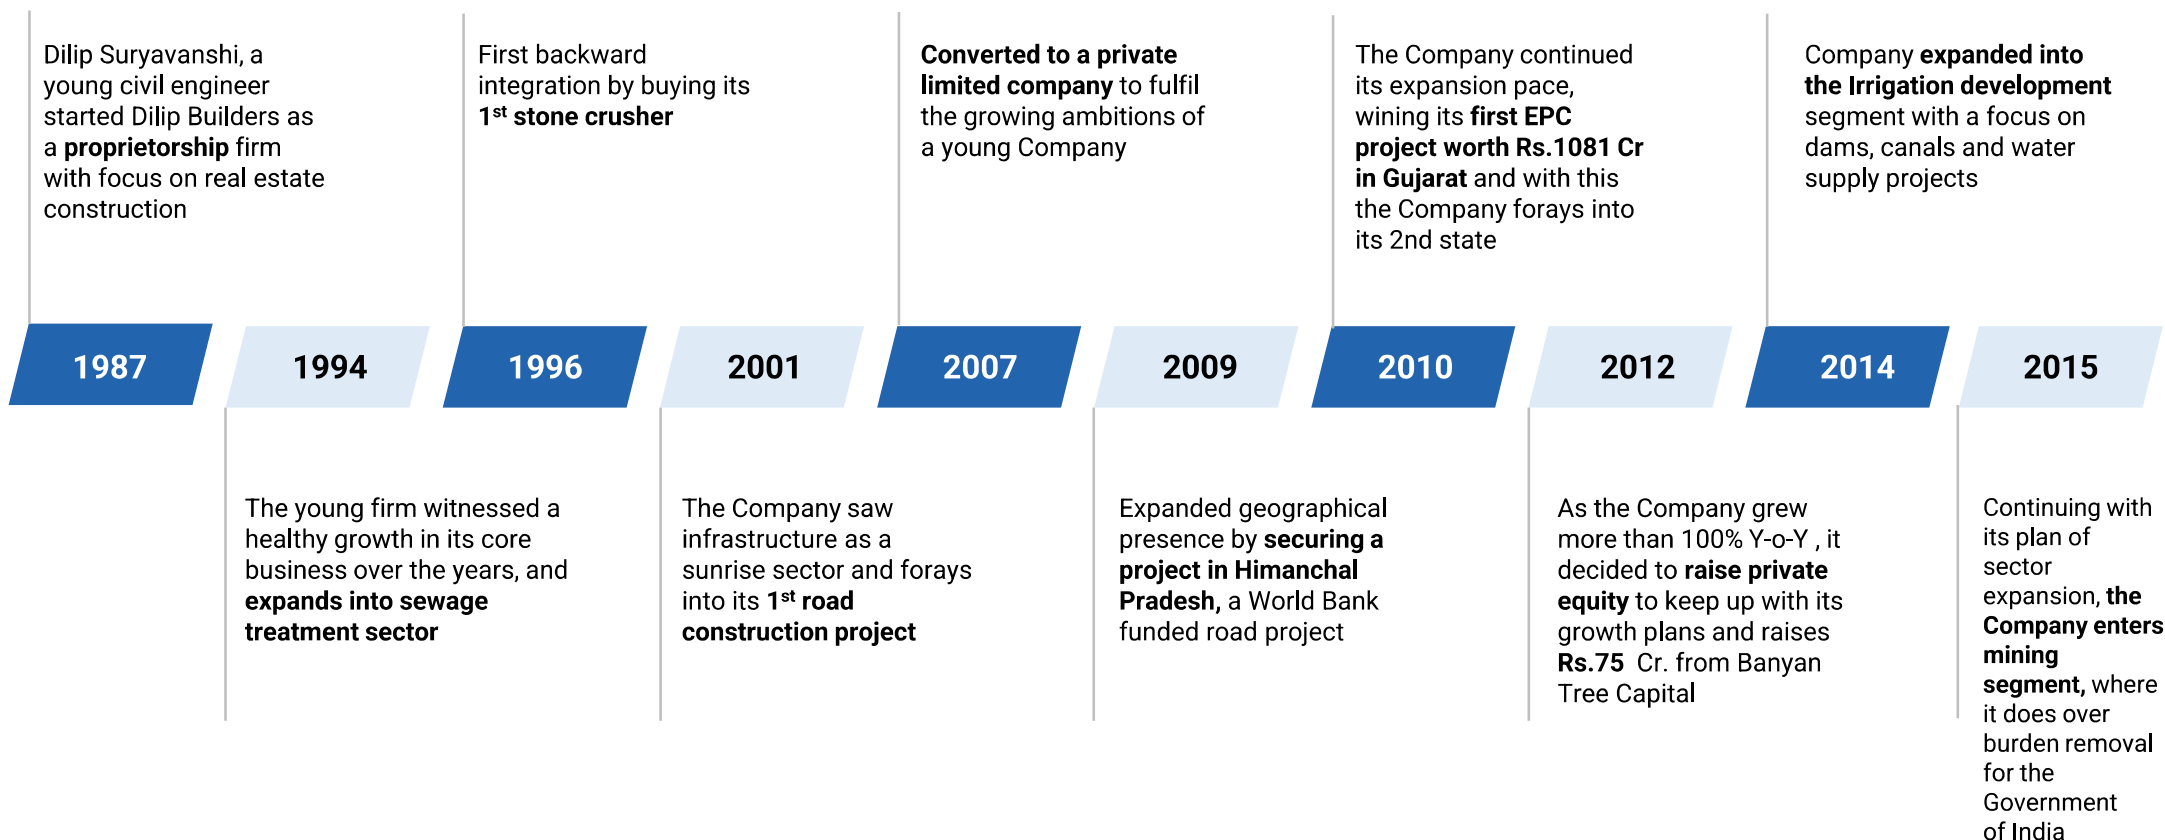 Dilip Suryavanshi, a
young civil engineer
started Dilip Builders as
a proprietorship firm
with focus on real estate
construction
First backward
integration by buying its
1st stone crusher
Converted to a private
limited company to fulfil
the growing ambitions of
a young Company
The Company continued
its expansion pace,
wining its first EPC
project worth Rs.1081 Cr
in Gujarat and with this
the Company forays into
its 2nd state
Company expanded into
the Irrigation development
segment with a focus on
dams, canals and water
supply projects
1987
1994
1996
2001
2007
2009
2010
2012
2014
2015
The young firm witnessed a
healthy growth in its core
business over the years, and
expands into sewage
treatment sector
The Company saw
infrastructure as a
sunrise sector and forays
into its 1st road
construction project
Expanded geographical
presence by securing a
project in Himanchal
Pradesh, a World Bank
funded road project
As the Company grew
more than 100% Y-o-Y , it
decided to raise private
equity to keep up with its
growth plans and raises
Rs.75 Cr. from Banyan
Tree Capital
Continuing with
its plan of
sector
expansion, the
Company enters
mining
segment, where
it does over
burden removal
for the
Government
of India